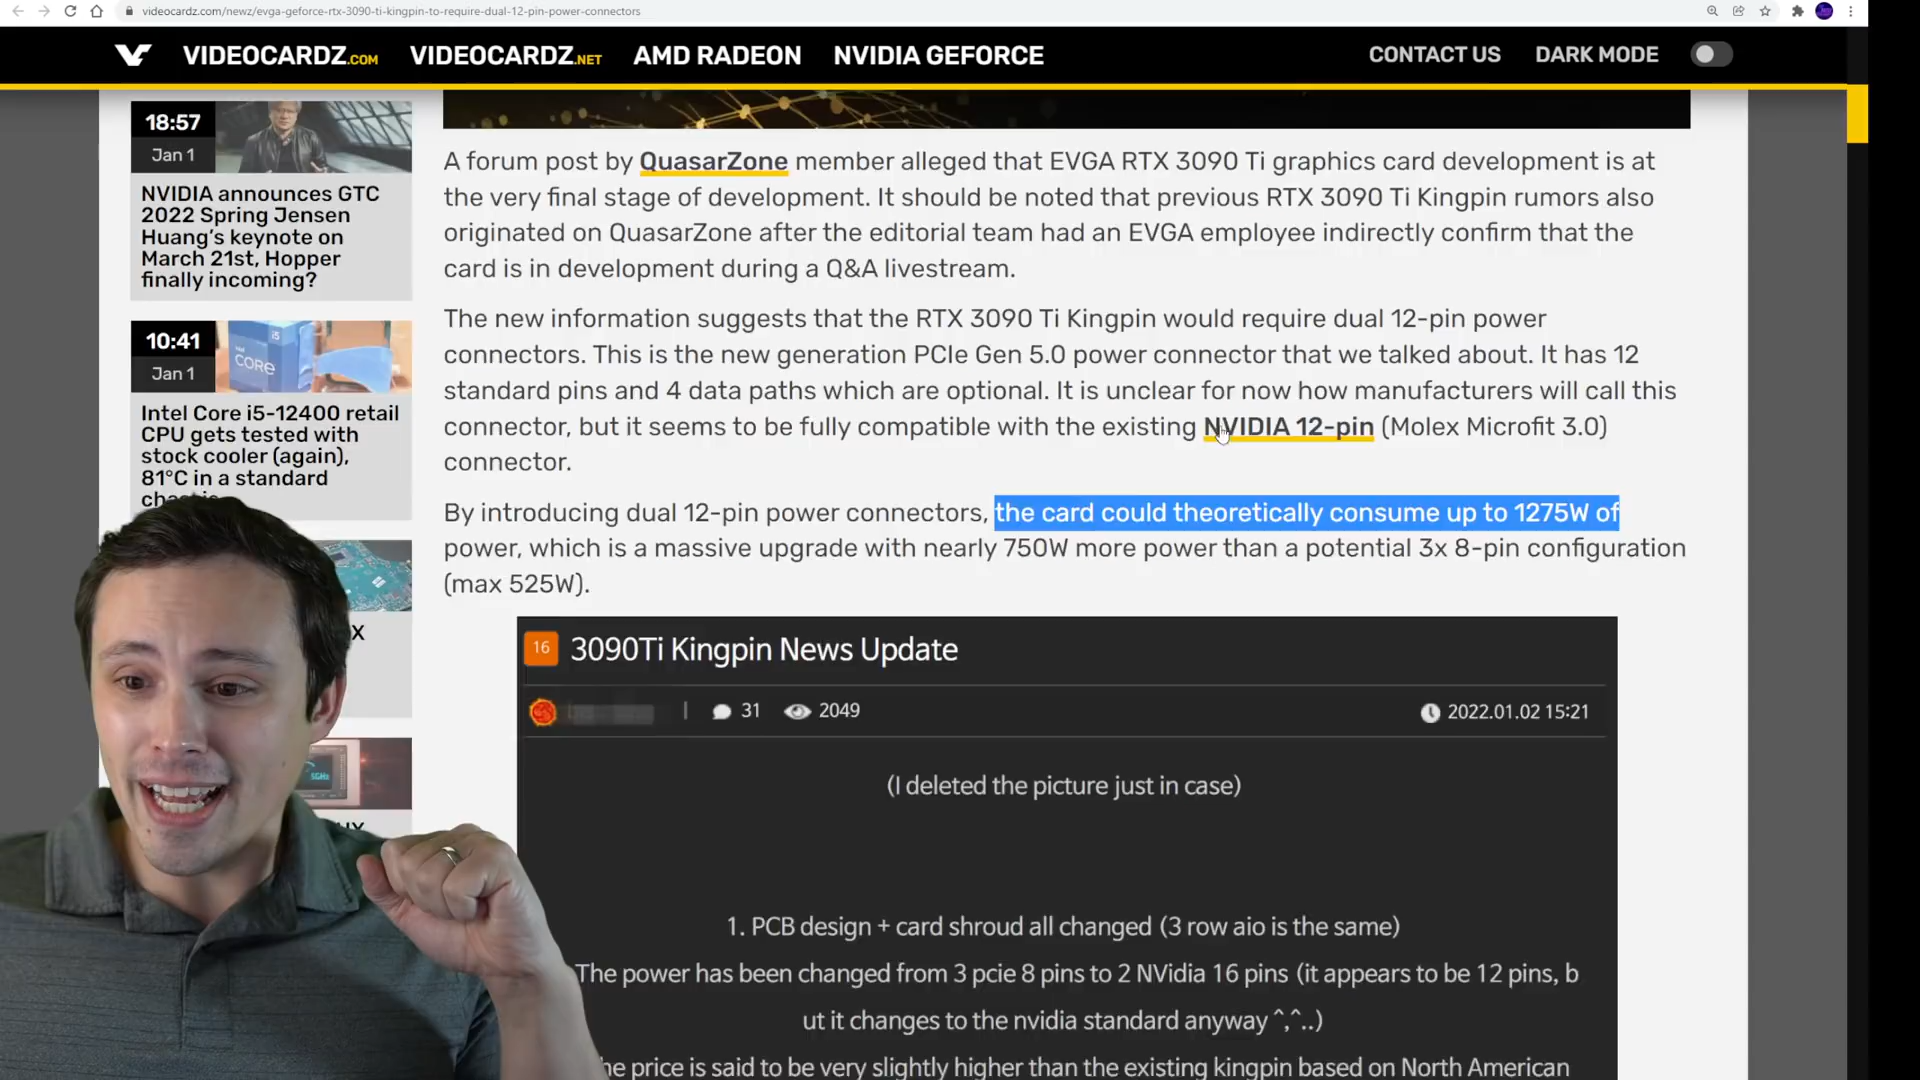 videocardz.com/newz/evga-geforce-rtx-3090-ti-kingpin-to-require-dual-12-pin-power-connectors
VIDEOCARDZ.COM
VIDEOCARDZ.NET
AMD RADEON
NVIDIA GEFORCE
CONTACT US
DARK MODE
18:57
Jan 1
NVIDIA announces GTC
2022 Spring Jensen
Huang's keynote on
March 21st, Hopper
finally incoming?
10:41
Jan 1
intel
CORE
i5
Intel Core i5-12400 retail
CPU gets tested with
stock cooler (again),
81°C in a standard
X
5GHz
A forum post by QuasarZone member alleged that EVGA RTX 3090 Ti graphics card development is at
the very final stage of development. It should be noted that previous RTX 3090 Ti Kingpin rumors also
originated on QuasarZone after the editorial team had an EVGA employee indirectly confirm that the
card is in development during a Q&A livestream.
The new information suggests that the RTX 3090 Ti Kingpin would require dual 12-pin power
connectors. This is the new generation PCIe Gen 5.0 power connector that we talked about. It has 12
standard pins and 4 data paths which are optional. It is unclear for now how manufacturers will call this
connector, but it seems to be fully compatible with the existing NVIDIA 12-pin (Molex Microfit 3.0)
connector.
By introducing dual 12-pin power connectors, the card could theoretically consume up to 1275W of
power, which is a massive upgrade with nearly 750W more power than a potential 3x 8-pin configuration
(max 525W).
16 3090Ti Kingpin News Update
| 31 2049
2022.01.02 15:21
(I deleted the picture just in case)
1. PCB design + card shroud all changed (3 row aio is the same)
The power has been changed from 3 pcie 8 pins to 2 NVidia 16 pins (it appears to be 12 pins, b
ut it changes to the nvidia standard anyway ^,^..)
he price is said to be very slightly higher than the existing kingpin based on North American